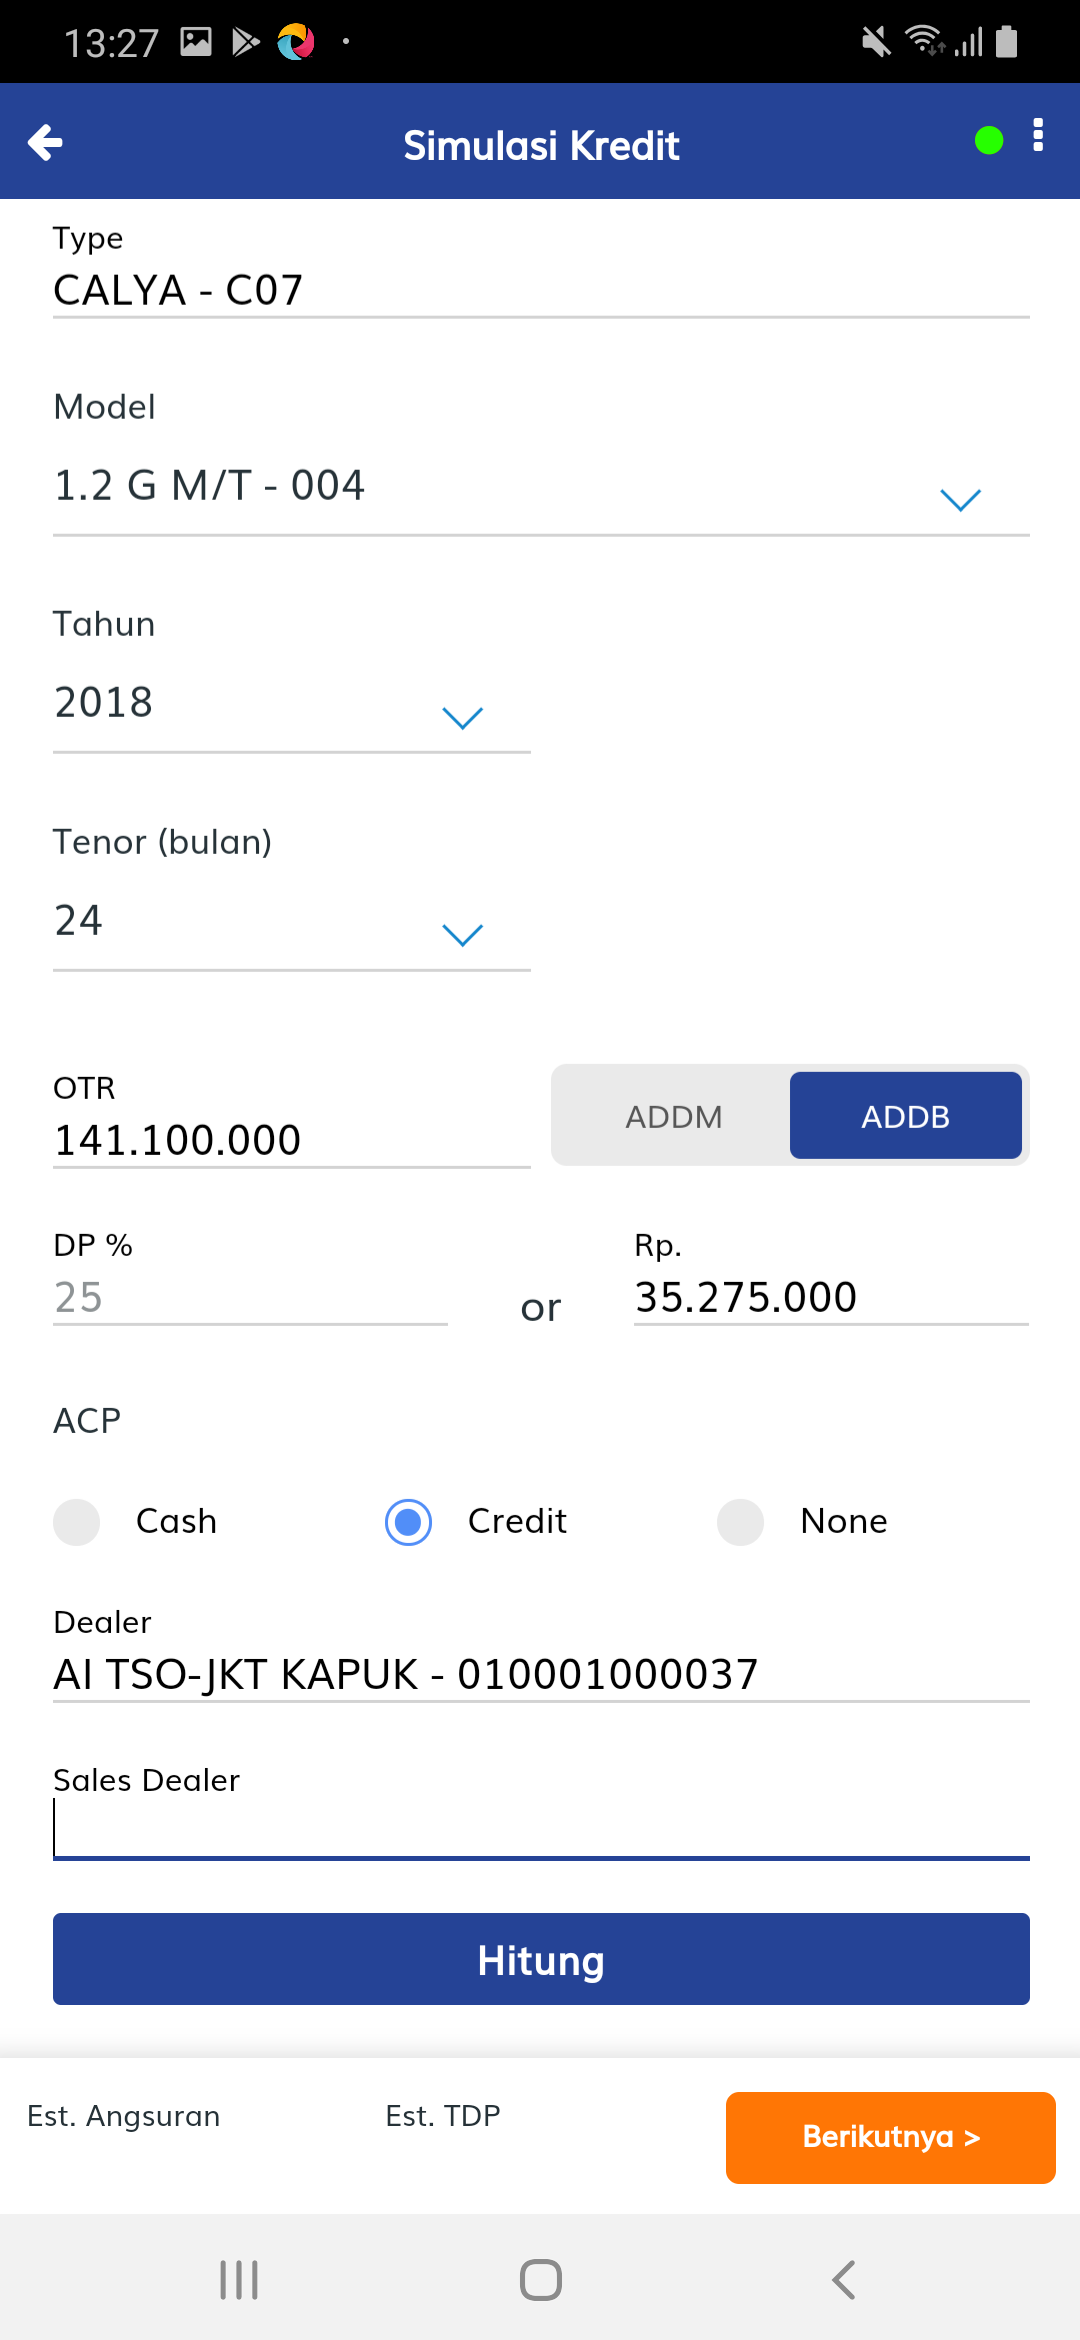 13:27
Simulasi Kredit
Type
CALYA - C07
Model
1.2 G M/T - 004
Tahun
2018
Tenor (bulan)
24
OTR
141.100.000
ADDM ADDB
DP % Rp.
25 or 35.275.000
ACP
Cash Credit None
Dealer
AI TSO-JKT KAPUK - 010001000037
Sales Dealer
Hitung
Est. Angsuran Est. TDP Berikutnya >